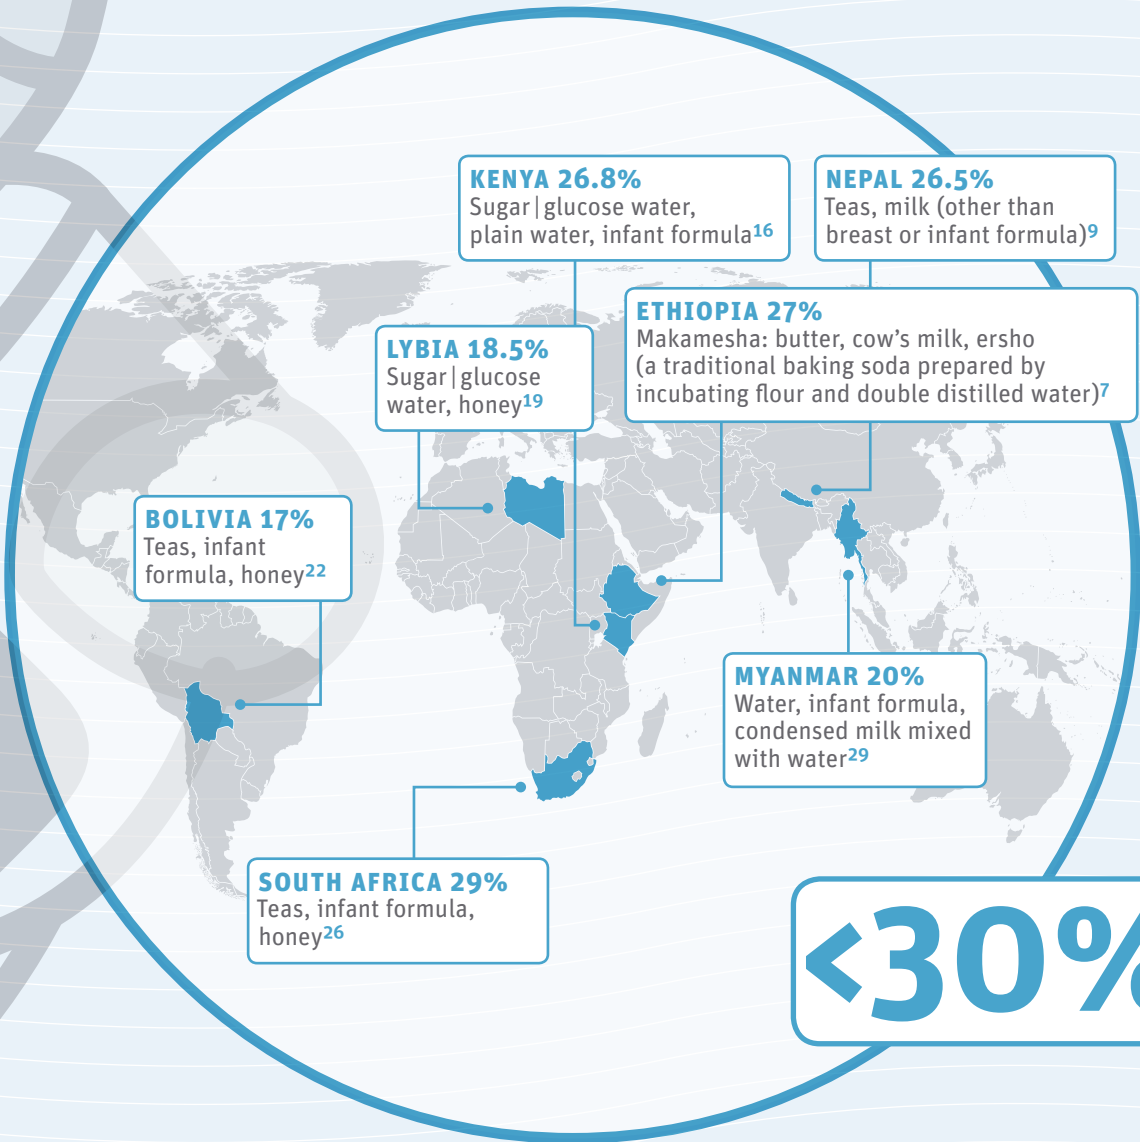 KENYA 26.8%
Sugar|glucose water,
plain water, infant formula16
NEPAL 26.5%
Teas, milk (other than
breast or infant formula)9
ETHIOPIA 27%
Makamesha: butter, cow’s milk, ersho
(a traditional baking soda prepared by
incubating flour and double distilled water)7
LYBIA 18.5%
Sugar|glucose
water, honey19
BOLIVIA 17%
Teas, infant
formula, honey22
MYANMAR 20%
Water, infant formula,
condensed milk mixed
with water29
SOUTH AFRICA 29%
Teas, infant formula,
honey26
<30%